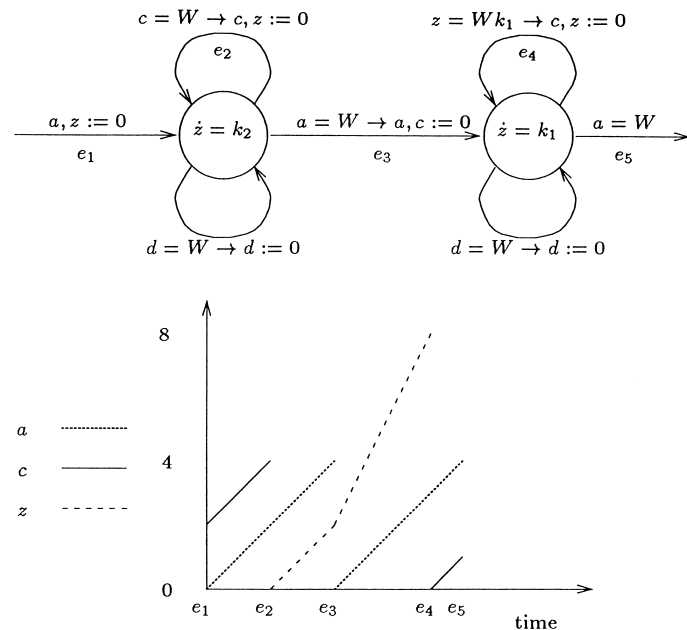 c = W → c, z := 0
z = Wk₁ → c, z := 0
e₂
e₄
a, z := 0
ż = k₂
a = W → a, c := 0
ż = k₁
a = W
e₁
e₃
e₅
d = W → d := 0
d = W → d := 0
8
a
4
c
z
0
e₁ e₂ e₃ e₄ e₅
time